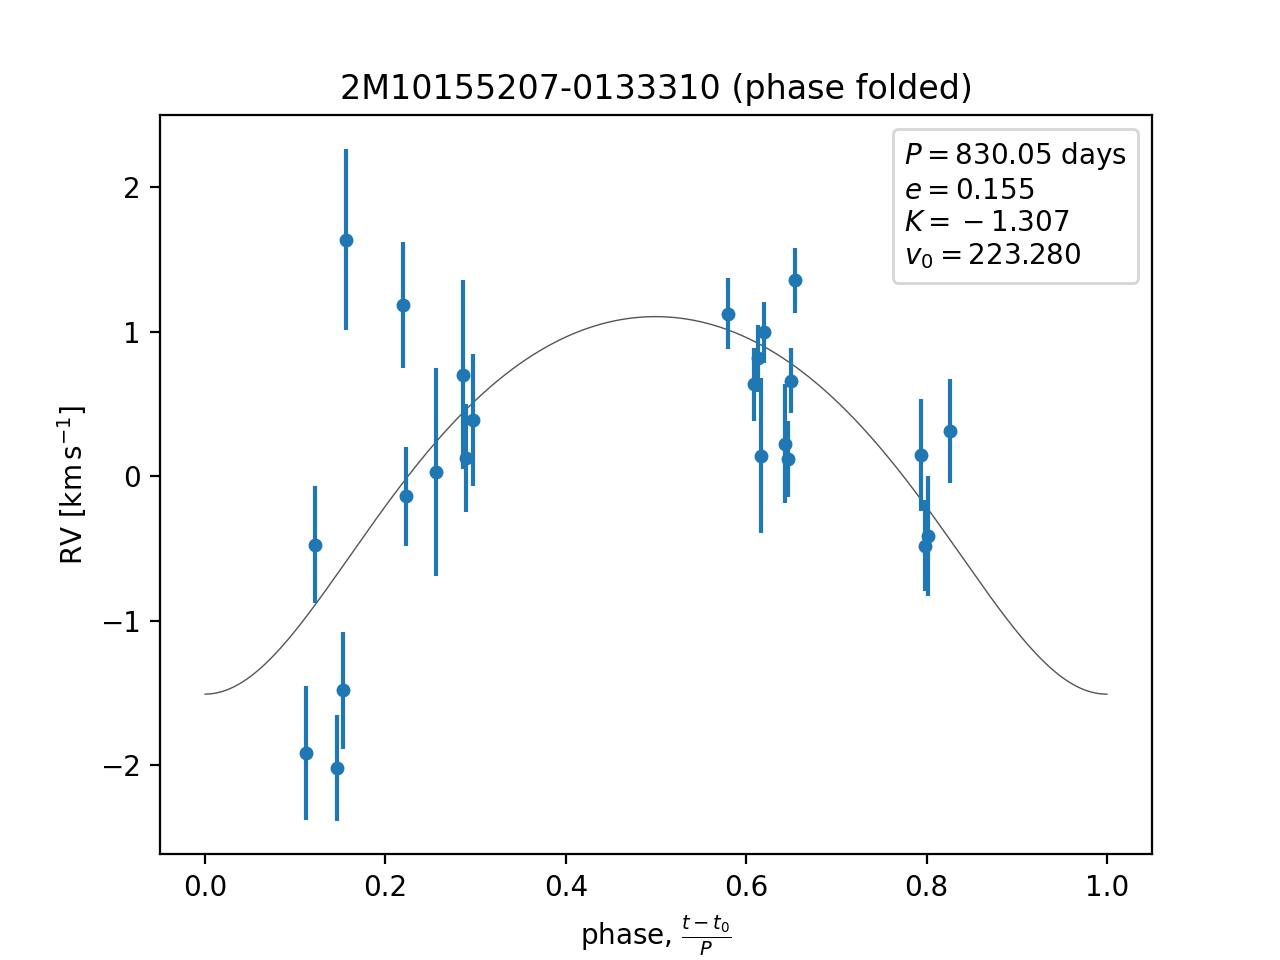 2M10155207-0133310 (phase folded)
P = 830.05 days
e = 0.155
K = −1.307
v₀ = 223.280
RV [km s⁻¹]
2
1
0
−1
−2
0.0 0.2 0.4 0.6 0.8 1.0
phase, (t − t₀)/P